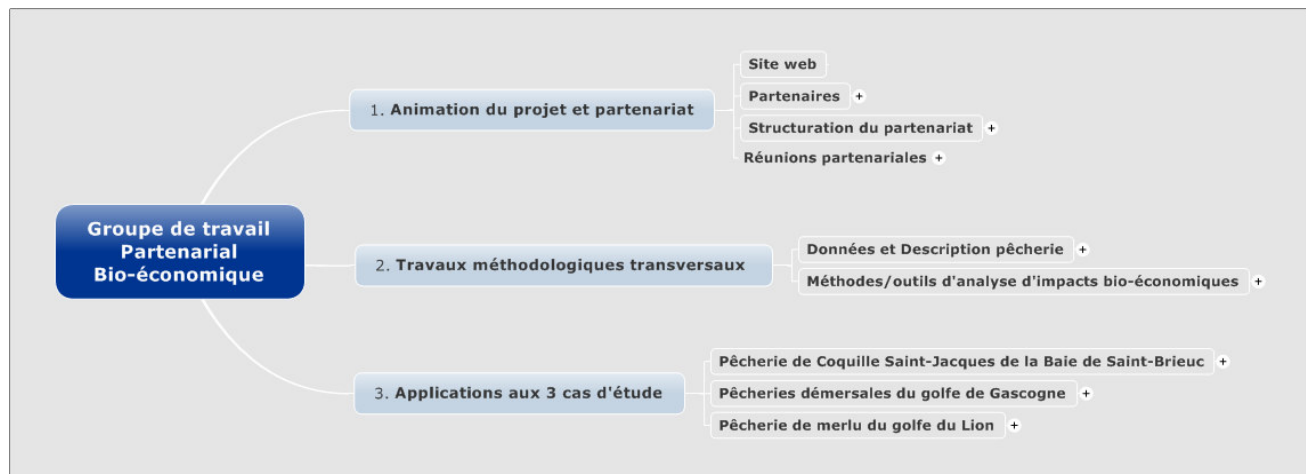 Groupe de travail
Partenarial
Bio-économique
1. Animation du projet et partenariat
Site web
Partenaires +
Structuration du partenariat +
Réunions partenariales +
2. Travaux méthodologiques transversaux
Données et Description pêcherie +
Méthodes/outils d'analyse d'impacts bio-économiques +
3. Applications aux 3 cas d'étude
Pêcherie de Coquille Saint-Jacques de la Baie de Saint-Brieuc +
Pêcheries démersales du golfe de Gascogne +
Pêcherie de merlu du golfe du Lion +